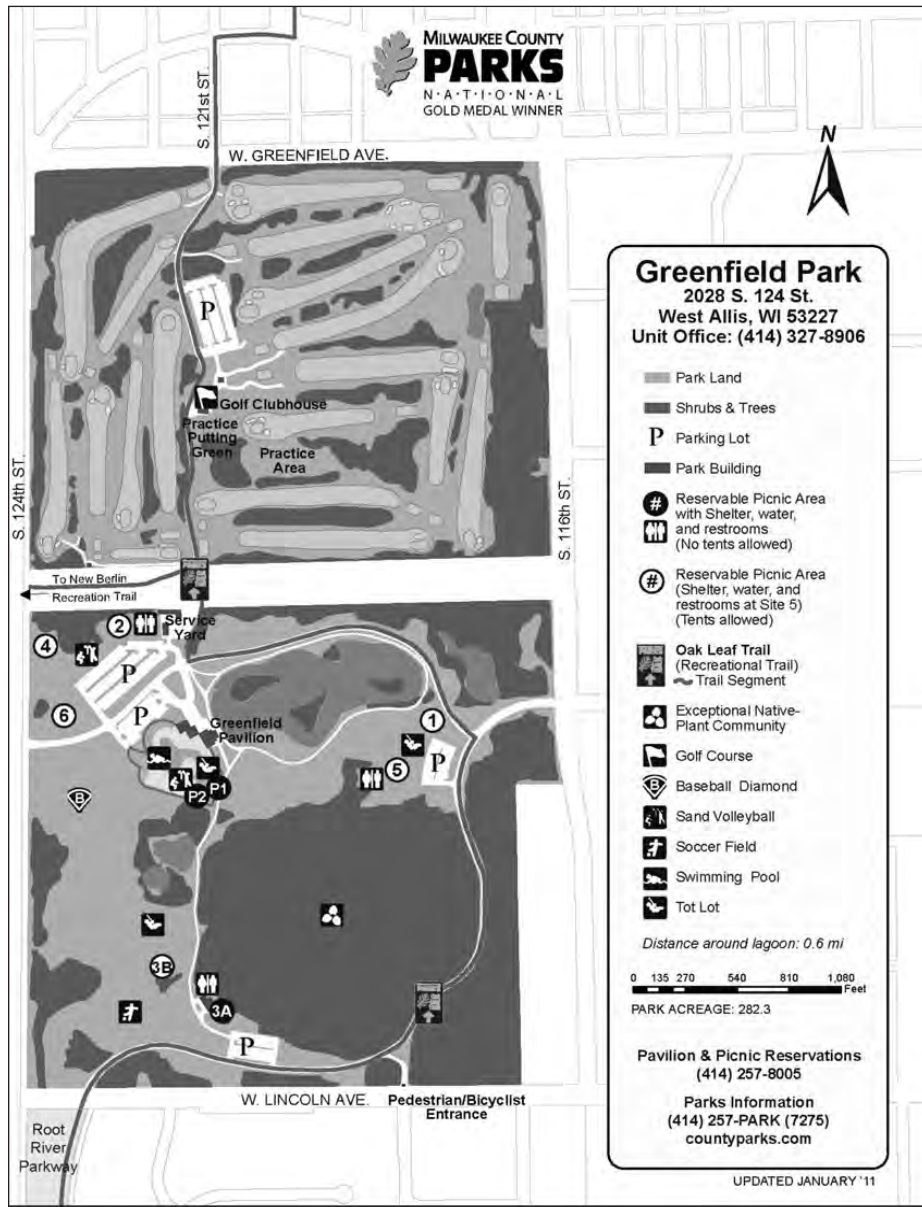 MILWAUKEE COUNTY
PARKS
N·A·T·I·O·N·A·L
GOLD MEDAL WINNER
S. 121st ST.
W. GREENFIELD AVE.
N
P
Golf Clubhouse
Practice
Putting
Green
Practice
Area
S. 124th ST.
S. 116th ST.
To New Berlin
Recreation Trail
2
Service
Yard
4
P
6
P
Greenfield
Pavilion
1
5
P
P1
P2
B
3B
3A
P
W. LINCOLN AVE.
Pedestrian/Bicyclist
Entrance
Root
River
Parkway
Greenfield Park
2028 S. 124 St.
West Allis, WI 53227
Unit Office: (414) 327-8906
Park Land
Shrubs & Trees
P Parking Lot
Park Building
# Reservable Picnic Area
with Shelter, water,
and restrooms
(No tents allowed)
# Reservable Picnic Area
(Shelter, water, and
restrooms at Site 5)
(Tents allowed)
Oak Leaf Trail
(Recreational Trail)
Trail Segment
Exceptional Native-
Plant Community
Golf Course
B Baseball Diamond
Sand Volleyball
Soccer Field
Swimming Pool
Tot Lot
Distance around lagoon: 0.6 mi
0 135 270 540 810 1,080
Feet
PARK ACREAGE: 282.3
Pavilion & Picnic Reservations
(414) 257-8005
Parks Information
(414) 257-PARK (7275)
countyparks.com
UPDATED JANUARY '11